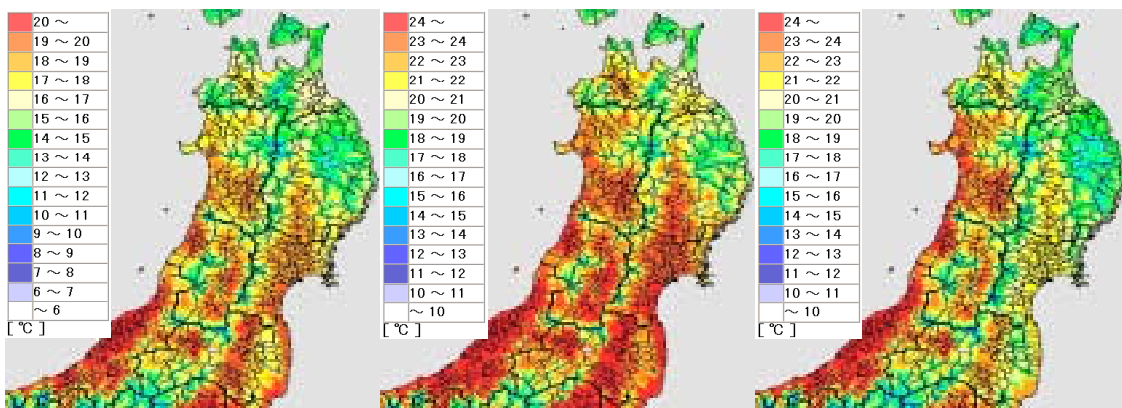 20 ～
19 ～ 20
18 ～ 19
17 ～ 18
16 ～ 17
15 ～ 16
14 ～ 15
13 ～ 14
12 ～ 13
11 ～ 12
10 ～ 11
9 ～ 10
8 ～ 9
7 ～ 8
6 ～ 7
～ 6
[ ℃ ]
24 ～
23 ～ 24
22 ～ 23
21 ～ 22
20 ～ 21
19 ～ 20
18 ～ 19
17 ～ 18
16 ～ 17
15 ～ 16
14 ～ 15
13 ～ 14
12 ～ 13
11 ～ 12
10 ～ 11
～ 10
[ ℃ ]
24 ～
23 ～ 24
22 ～ 23
21 ～ 22
20 ～ 21
19 ～ 20
18 ～ 19
17 ～ 18
16 ～ 17
15 ～ 16
14 ～ 15
13 ～ 14
12 ～ 13
11 ～ 12
10 ～ 11
～ 10
[ ℃ ]